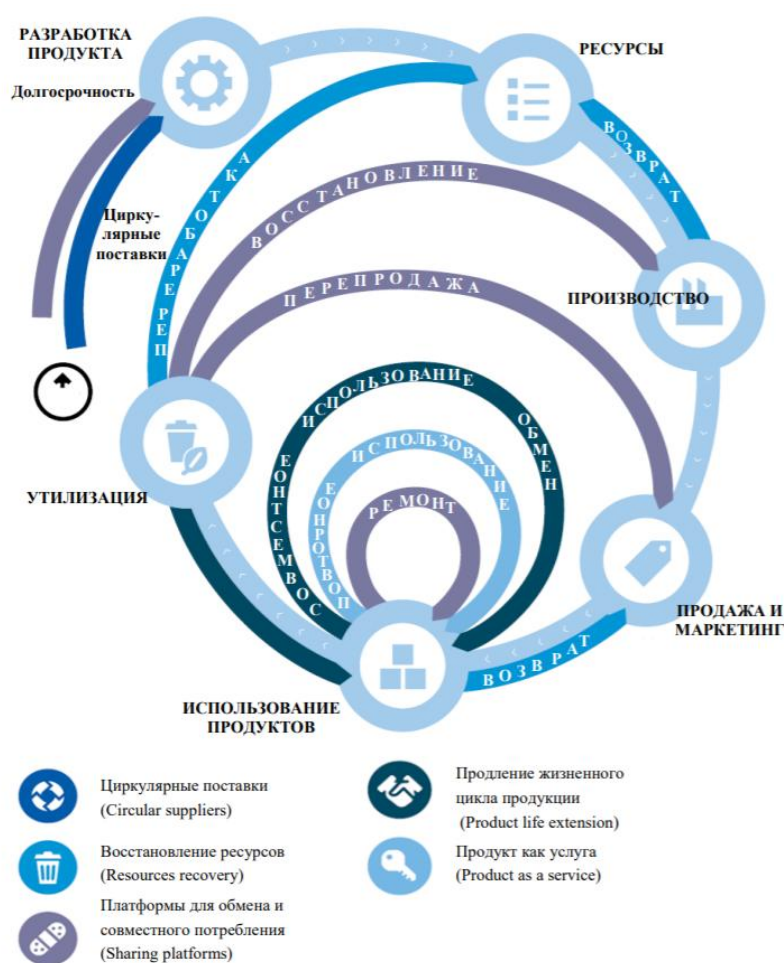 РАЗРАБОТКА
ПРОДУКТА
РЕСУРСЫ
Долгосрочность
ВОЗВРАТ
Цирку-
лярные
поставки
ПЕРЕРАБОТКА
ВОССТАНОВЛЕНИЕ
ПЕРЕПРОДАЖА
ПРОИЗВОДСТВО
СОВМЕСТНОЕ ИСПОЛЬЗОВАНИЕ ОБМЕН
ПОВТОРНОЕ ИСПОЛЬЗОВАНИЕ
РЕМОНТ
УТИЛИЗАЦИЯ
ПРОДАЖА И
МАРКЕТИНГ
ВОЗВРАТ
ИСПОЛЬЗОВАНИЕ
ПРОДУКТОВ
Циркулярные поставки
(Circular suppliers)
Восстановление ресурсов
(Resources recovery)
Платформы для обмена и
совместного потребления
(Sharing platforms)
Продление жизненного
цикла продукции
(Product life extension)
Продукт как услуга
(Product as a service)